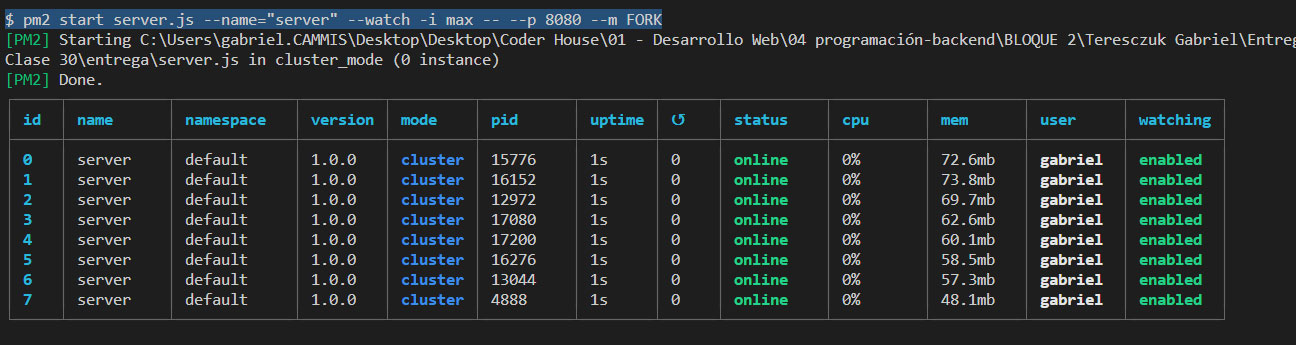 $ pm2 start server.js --name="server" --watch -i max -- --p 8080 --m FORK
[PM2] Starting C:\Users\gabriel.CAMMIS\Desktop\Desktop\Coder House\01 - Desarrollo Web\04 programación-backend\BLOQUE 2\Teresczuk Gabriel\Entreg
Clase 30\entrega\server.js in cluster_mode (0 instance)
[PM2] Done.
id name namespace version mode pid uptime ↺ status cpu mem user watching
0 server default 1.0.0 cluster 15776 1s 0 online 0% 72.6mb gabriel enabled
1 server default 1.0.0 cluster 16152 1s 0 online 0% 73.8mb gabriel enabled
2 server default 1.0.0 cluster 12972 1s 0 online 0% 69.7mb gabriel enabled
3 server default 1.0.0 cluster 17080 1s 0 online 0% 62.6mb gabriel enabled
4 server default 1.0.0 cluster 17200 1s 0 online 0% 60.1mb gabriel enabled
5 server default 1.0.0 cluster 16276 1s 0 online 0% 58.5mb gabriel enabled
6 server default 1.0.0 cluster 13044 1s 0 online 0% 57.3mb gabriel enabled
7 server default 1.0.0 cluster 4888 1s 0 online 0% 48.1mb gabriel enabled